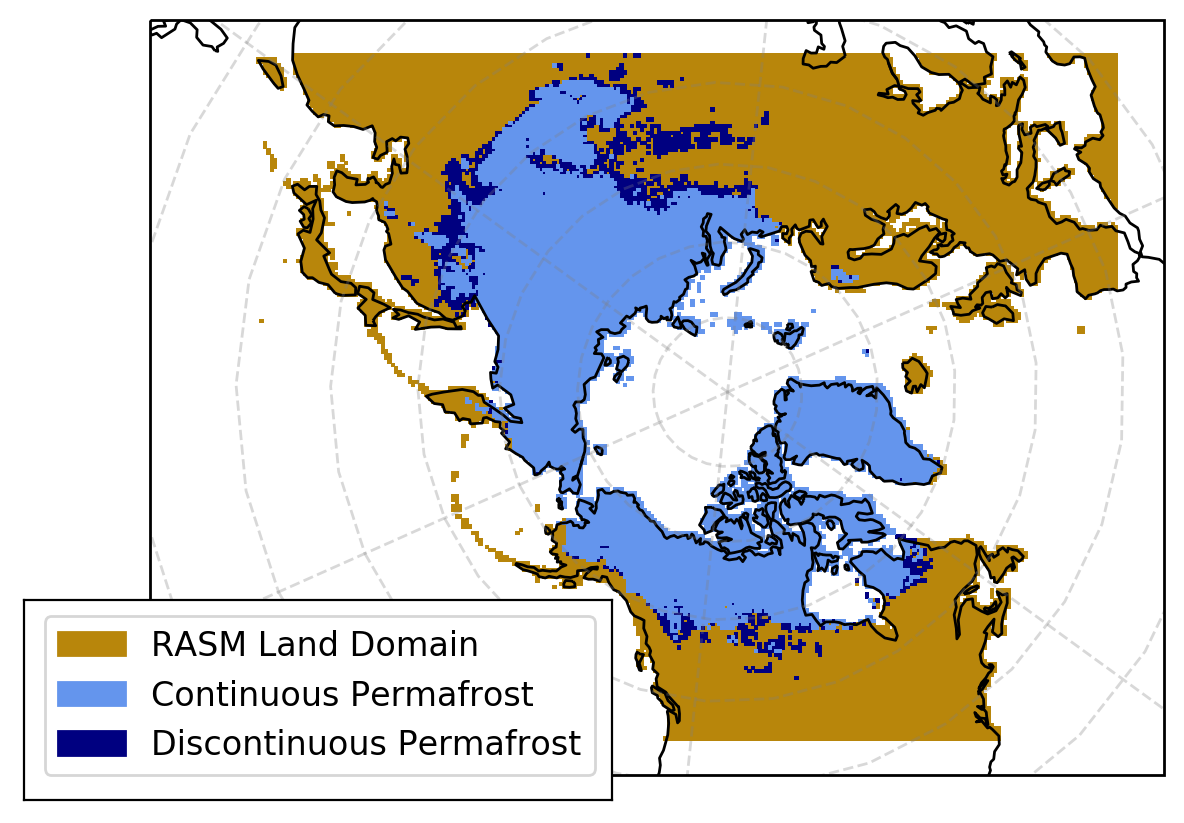 RASM Land Domain
Continuous Permafrost
Discontinuous Permafrost